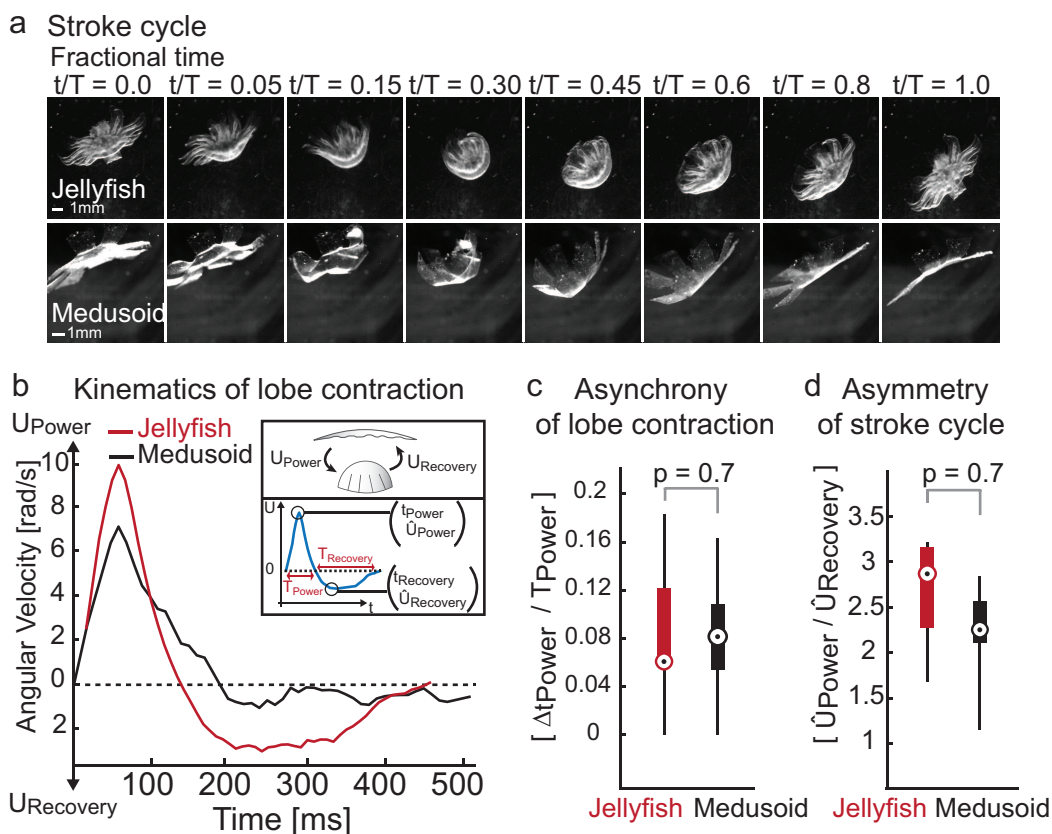 a Stroke cycle
Fractional time
t/T = 0.0 t/T = 0.05 t/T = 0.15 t/T = 0.30 t/T = 0.45 t/T = 0.6 t/T = 0.8 t/T = 1.0
Jellyfish
1mm
Medusoid
1mm
b Kinematics of lobe contraction
UPower
Jellyfish
Medusoid
Angular Velocity [rad/s]
10
8
6
4
2
0
2
URecovery
100 200 300 400 500
Time [ms]
UPower URecovery
U
0
TPower
TRecovery
t
tPower
ÛPower
tRecovery
ÛRecovery
c Asynchrony
of lobe contraction
p = 0.7
[ ΔtPower / TPower ]
0.2
0.16
0.12
0.08
0.04
0
Jellyfish Medusoid
d Asymmetry
of stroke cycle
p = 0.7
[ ÛPower / ÛRecovery ]
3.5
3
2.5
2
1.5
1
Jellyfish Medusoid